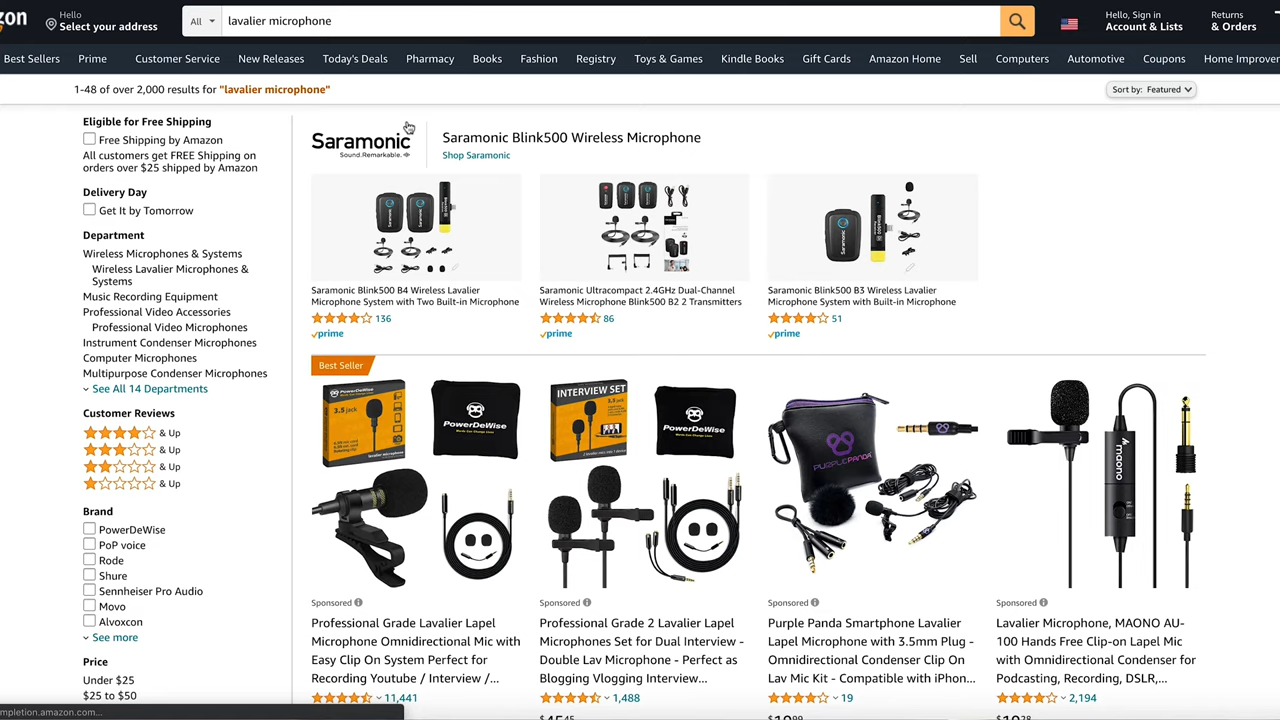 zon
Hello
Select your address
All
lavalier microphone
Hello, Sign in
Account & Lists
Returns
& Orders
Best Sellers
Prime
Customer Service
New Releases
Today's Deals
Pharmacy
Books
Fashion
Registry
Toys & Games
Kindle Books
Gift Cards
Amazon Home
Sell
Computers
Automotive
Coupons
Home Improver
1-48 of over 2,000 results for "lavalier microphone"
Sort by: Featured
Eligible for Free Shipping
Free Shipping by Amazon
All customers get FREE Shipping on
orders over $25 shipped by Amazon
Delivery Day
Get It by Tomorrow
Department
Wireless Microphones & Systems
Wireless Lavalier Microphones &
Systems
Music Recording Equipment
Professional Video Accessories
Professional Video Microphones
Instrument Condenser Microphones
Computer Microphones
Multipurpose Condenser Microphones
See All 14 Departments
Customer Reviews
& Up
& Up
& Up
& Up
Brand
PowerDeWise
PoP voice
Rode
Shure
Sennheiser Pro Audio
Movo
Alvoxcon
See more
Price
Under $25
$25 to $50
mpletion.amazon.com...
Saramonic
Sound.Remarkable.
Saramonic Blink500 Wireless Microphone
Shop Saramonic
Saramonic Blink500 B4 Wireless Lavalier
Microphone System with Two Built-in Microphone
136
prime
Saramonic Ultracompact 2.4GHz Dual-Channel
Wireless Microphone Blink500 B2 2 Transmitters
86
prime
Saramonic Blink500 B3 Wireless Lavalier
Microphone System with Built-in Microphone
51
prime
Best Seller
PowerDeWise
3.5 jack
PowerDeWise
INTERVIEW SET
PowerDeWise
PURPLE PANDA
maono
Sponsored
Professional Grade Lavalier Lapel
Microphone Omnidirectional Mic with
Easy Clip On System Perfect for
Recording Youtube / Interview /...
11,441
Sponsored
Professional Grade 2 Lavalier Lapel
Microphones Set for Dual Interview -
Double Lav Microphone - Perfect as
Blogging Vlogging Interview...
1,488
Sponsored
Purple Panda Smartphone Lavalier
Lapel Microphone with 3.5mm Plug -
Omnidirectional Condenser Clip On
Lav Mic Kit - Compatible with iPhon...
19
Sponsored
Lavalier Microphone, MAONO AU-
100 Hands Free Clip-on Lapel Mic
with Omnidirectional Condenser for
Podcasting, Recording, DSLR,...
2,194